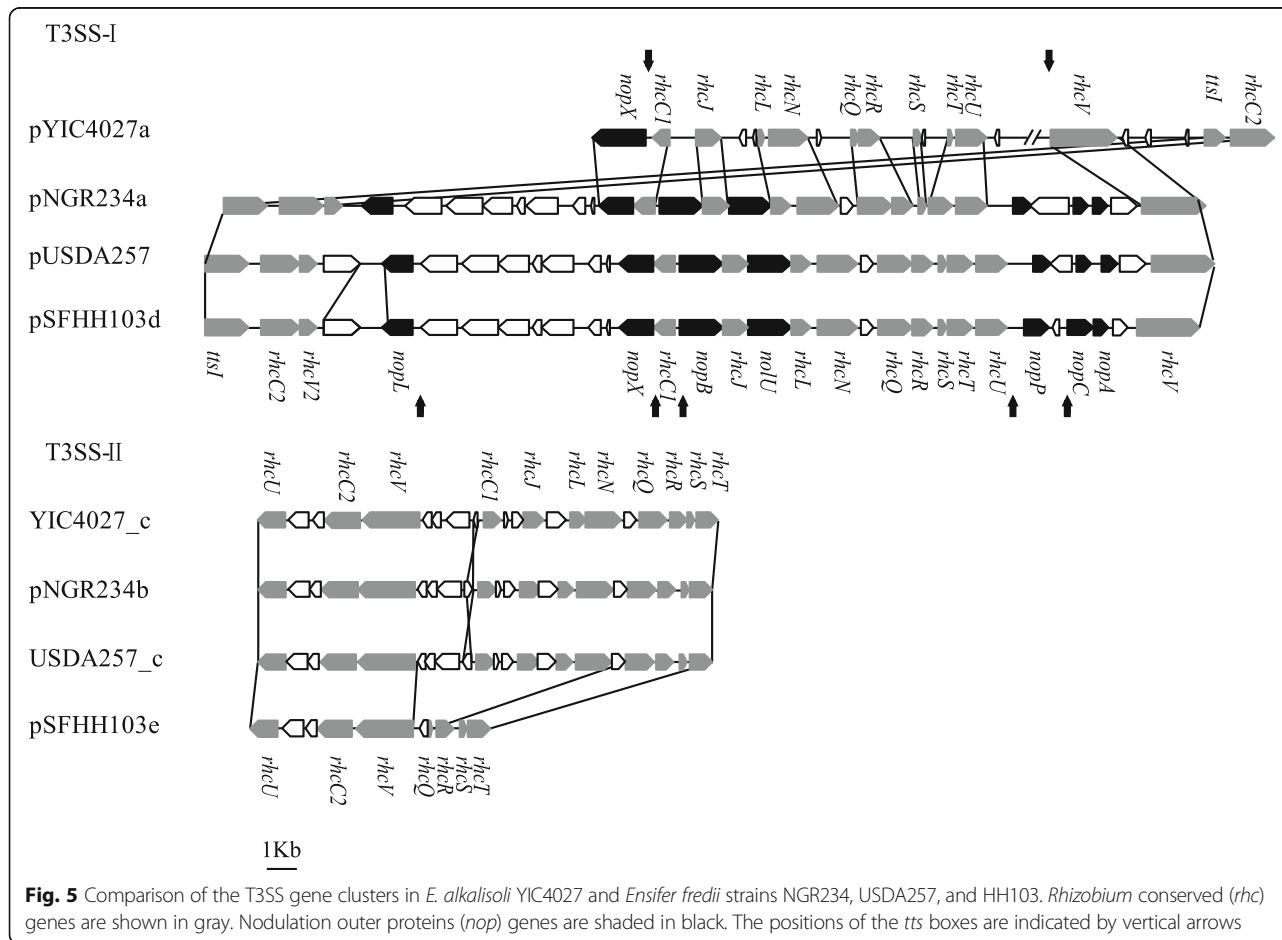 T3SS-I
nopX rhcC1 rhcJ rhcL rhcN rhcQ rhcR rhcS rhcT rhcU rhcV ttsI rhcC2
pYIC4027a
pNGR234a
pUSDA257
pSFHH103d
ttsI rhcC2 rhcV2 nopL nopX rhcC1 nopB rhcJ nolU rhcL rhcN rhcQ rhcR rhcS rhcT rhcU nopP nopC nopA rhcV
T3SS-II
rhcU rhcC2 rhcV rhcC1 rhcJ rhcL rhcN rhcQ rhcR rhcS rhcT
YIC4027_c
pNGR234b
USDA257_c
pSFHH103e
rhcU rhcC2 rhcV rhcQ rhcR rhcS rhcT
1Kb
Fig. 5 Comparison of the T3SS gene clusters in E. alkalisoli YIC4027 and Ensifer fredii strains NGR234, USDA257, and HH103. Rhizobium conserved (rhc)
genes are shown in gray. Nodulation outer proteins (nop) genes are shaded in black. The positions of the tts boxes are indicated by vertical arrows